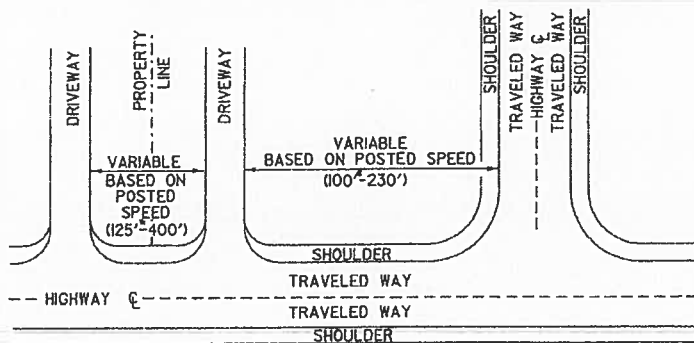 DRIVEWAY
PROPERTY
LINE
DRIVEWAY
SHOULDER
TRAVELED WAY
HIGHWAY ℄
TRAVELED WAY
SHOULDER
VARIABLE
BASED ON POSTED SPEED
(100'-230')
VARIABLE
BASED ON
POSTED
SPEED
(125'-400')
SHOULDER
TRAVELED WAY
HIGHWAY ℄
TRAVELED WAY
SHOULDER